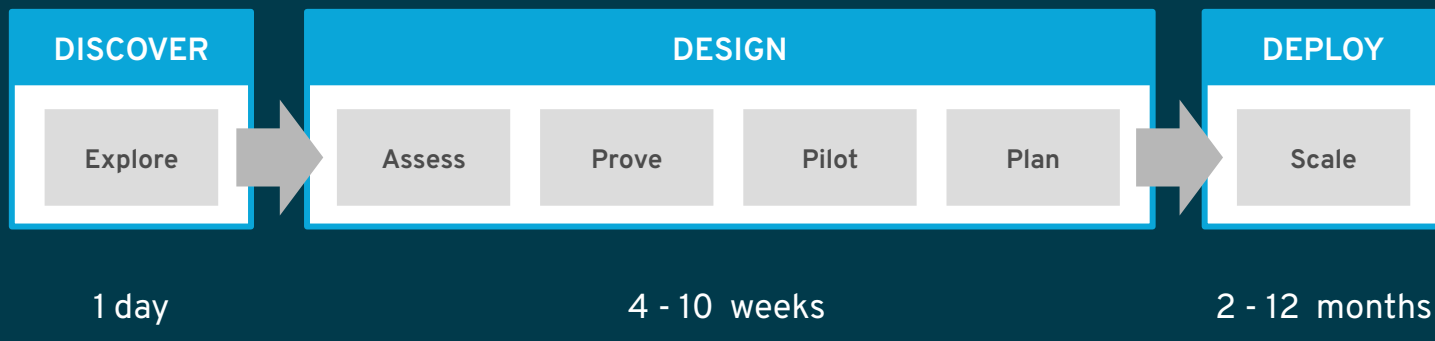 DISCOVER
DESIGN
DEPLOY
Explore
Assess
Prove
Pilot
Plan
Scale
1 day
4 - 10 weeks
2 - 12 months